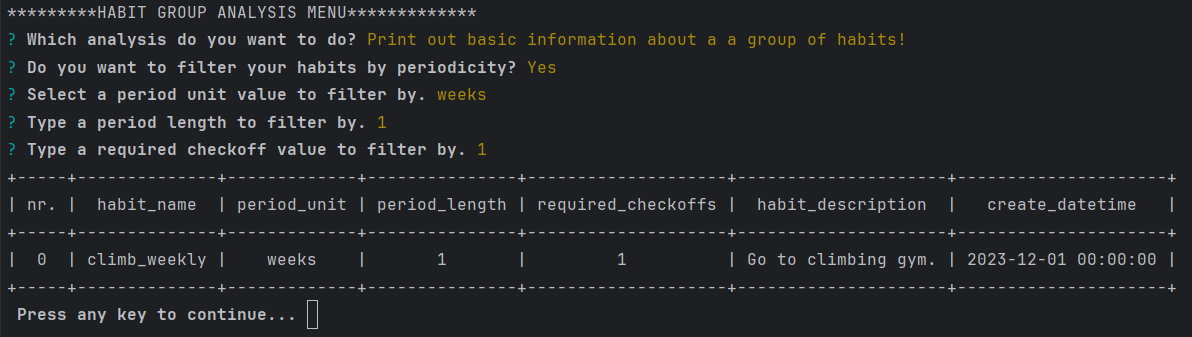 *********HABIT GROUP ANALYSIS MENU*************
? Which analysis do you want to do? Print out basic information about a a group of habits!
? Do you want to filter your habits by periodicity? Yes
? Select a period unit value to filter by. weeks
? Type a period length to filter by. 1
? Type a required checkoff value to filter by. 1
+-----+--------------+-------------+---------------+--------------------+---------------------+---------------------+
| nr. |  habit_name  | period_unit | period_length | required_checkoffs |  habit_description  |   create_datetime   |
+-----+--------------+-------------+---------------+--------------------+---------------------+---------------------+
|  0  | climb_weekly |    weeks    |       1       |         1          | Go to climbing gym. | 2023-12-01 00:00:00 |
+-----+--------------+-------------+---------------+--------------------+---------------------+---------------------+
Press any key to continue...